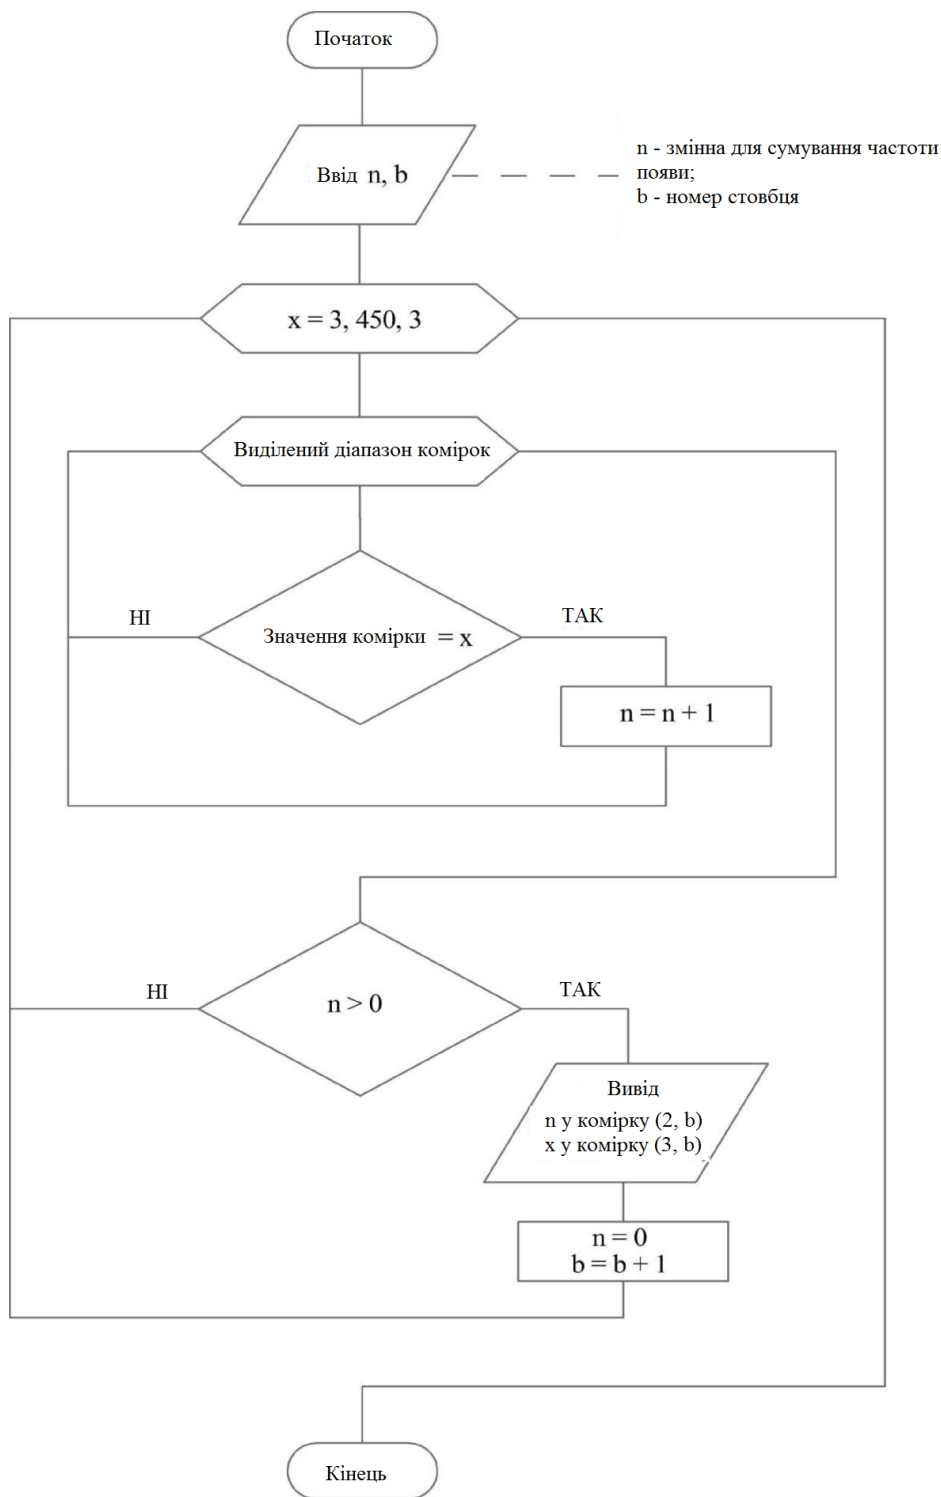 Початок
Ввід n, b
n - змінна для сумування частоти
появи;
b - номер стовбця
x = 3, 450, 3
Виділений діапазон комірок
НІ
ТАК
Значення комірки = x
n = n + 1
НІ
ТАК
n > 0
Вивід
n у комірку (2, b)
x у комірку (3, b)
n = 0
b = b + 1
Кінець